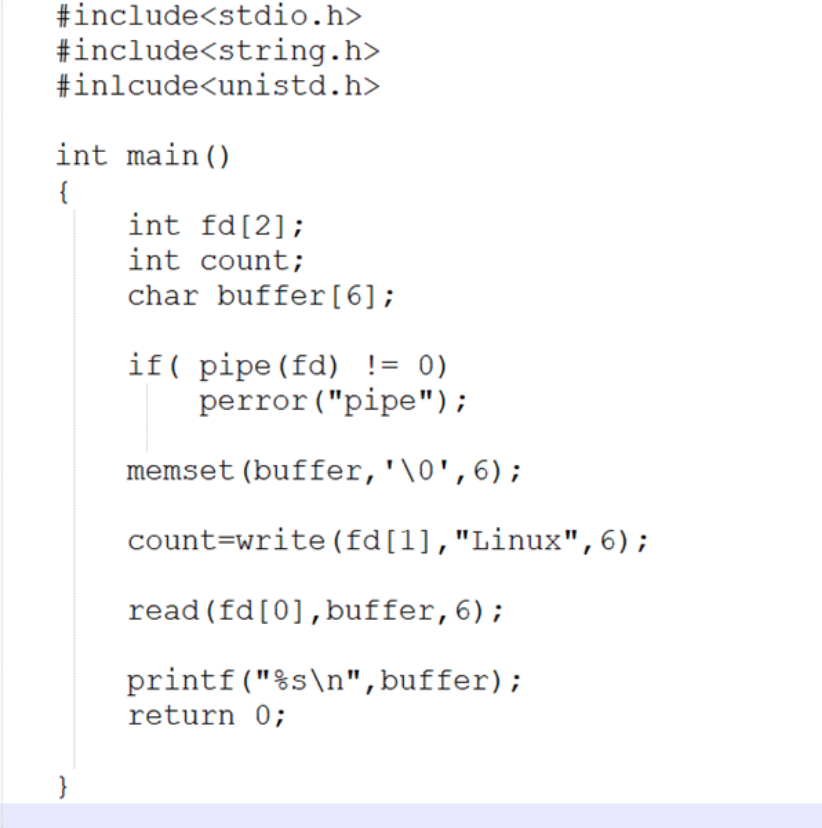 #include<stdio.h>
#include<string.h>
#inlcude<unistd.h>
int main()
{
int fd[2];
int count;
char buffer[6];
if( pipe(fd) != 0)
perror("pipe");
memset(buffer,'\0',6);
count=write(fd[1],"Linux",6);
read(fd[0],buffer,6);
printf("%s\n",buffer);
return 0;
}